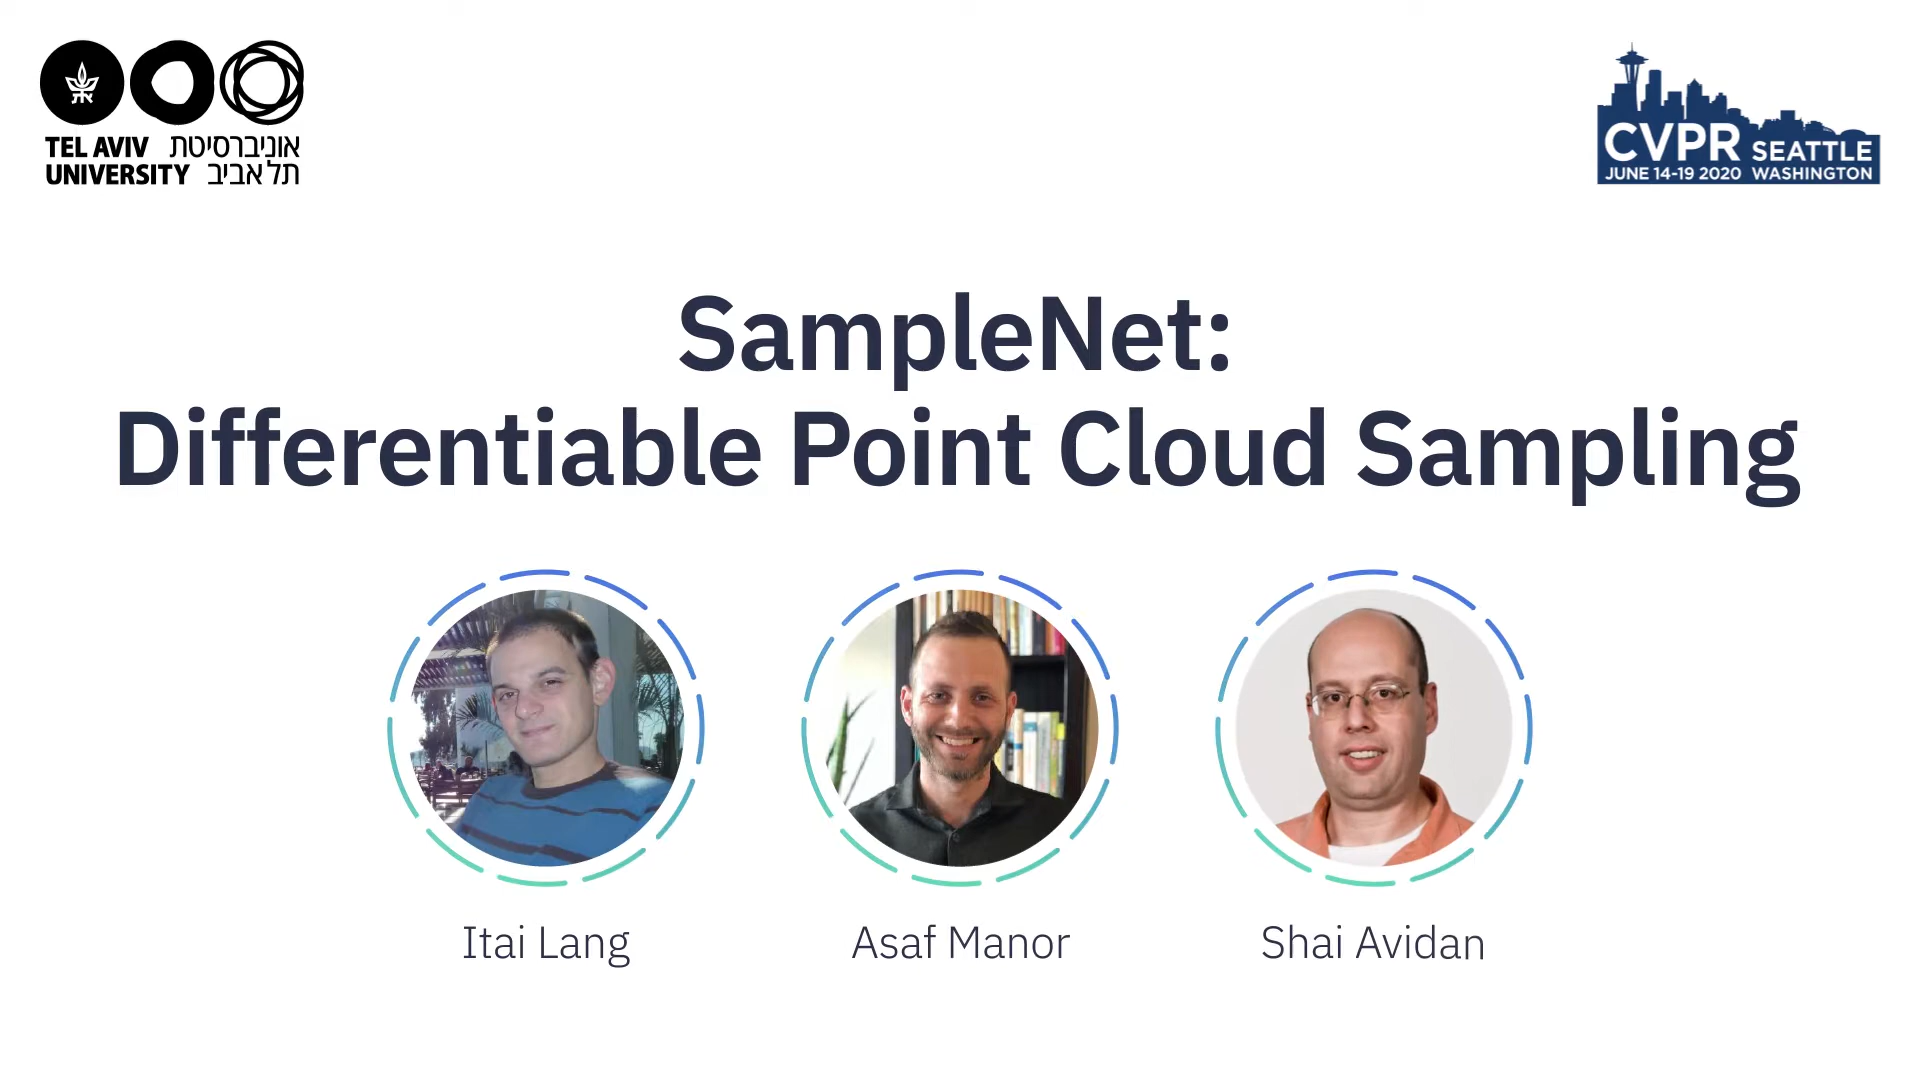 TEL AVIV אוניברסיטת
UNIVERSITY תל אביב
CVPR SEATTLE
JUNE 14-19 2020 WASHINGTON
SampleNet:
Differentiable Point Cloud Sampling
Itai Lang
Asaf Manor
Shai Avidan